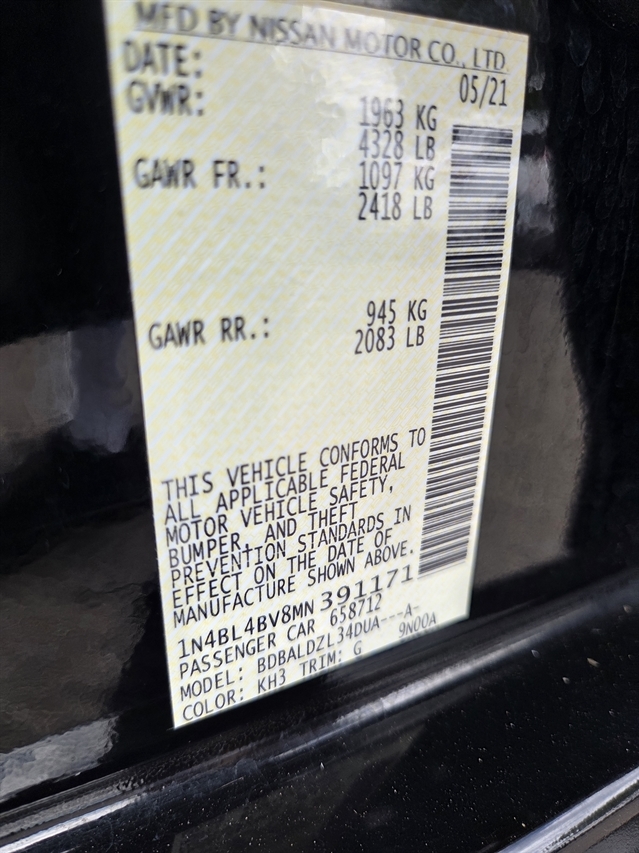 MFD BY NISSAN MOTOR CO., LTD.
DATE: 05/21
GVWR: 1963 KG
4328 LB
GAWR FR.: 1097 KG
2418 LB
GAWR RR.: 945 KG
2083 LB
THIS VEHICLE CONFORMS TO
ALL APPLICABLE FEDERAL
MOTOR VEHICLE SAFETY,
BUMPER, AND THEFT
PREVENTION STANDARDS IN
EFFECT ON THE DATE OF
MANUFACTURE SHOWN ABOVE.
1N4BL4BV8MN 391171
PASSENGER CAR 658712
MODEL: BDBALDZL34DUA---A-
COLOR: KH3 TRIM: G 9N00A